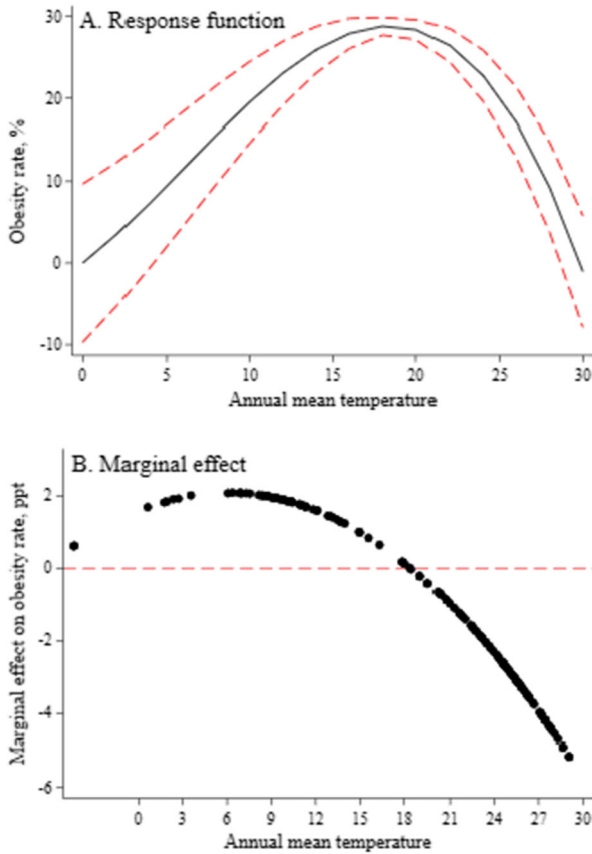 A. Response function
Obesity rate, %
30
20
10
0
-10
0 5 10 15 20 25 30
Annual mean temperature
B. Marginal effect
Marginal effect on obesity rate, ppt
2
0
-2
-4
-6
0 3 6 9 12 15 18 21 24 27 30
Annual mean temperature